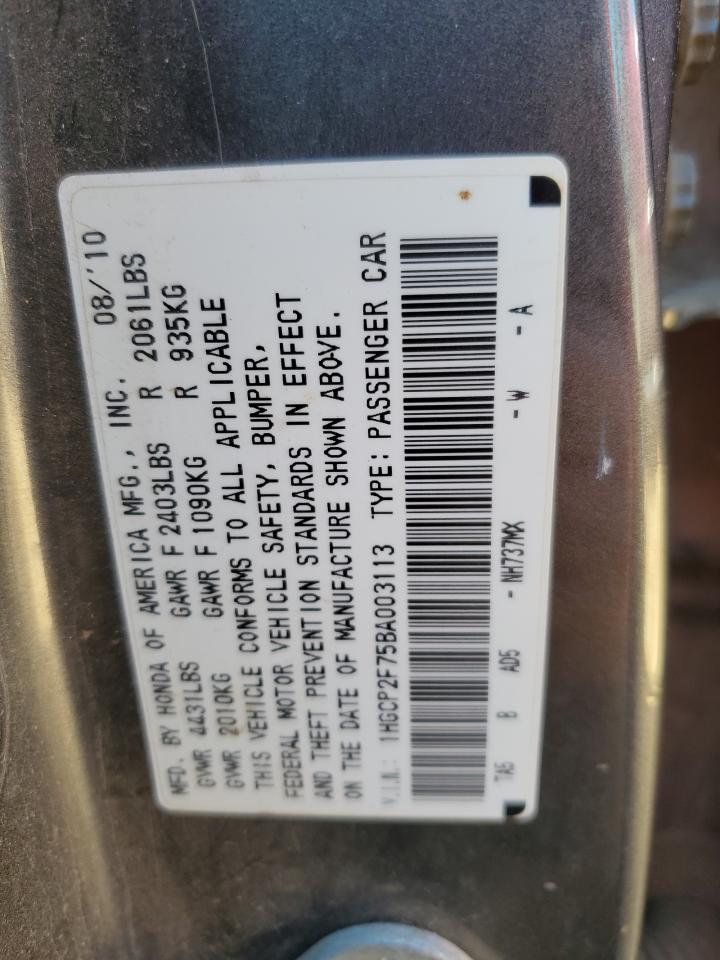 MFD. BY HONDA OF AMERICA MFG., INC. 08/'10
GVWR 4431LBS GAWR F 2403LBS R 2061LBS
GVWR 2010KG GAWR F 1090KG R 935KG
THIS VEHICLE CONFORMS TO ALL APPLICABLE
FEDERAL MOTOR VEHICLE SAFETY, BUMPER,
AND THEFT PREVENTION STANDARDS IN EFFECT
ON THE DATE OF MANUFACTURE SHOWN ABOVE.
V.I.N.: 1HGCP2F75BA003113 TYPE: PASSENGER CAR
TA5 B AD5 - NH737MX - W - A